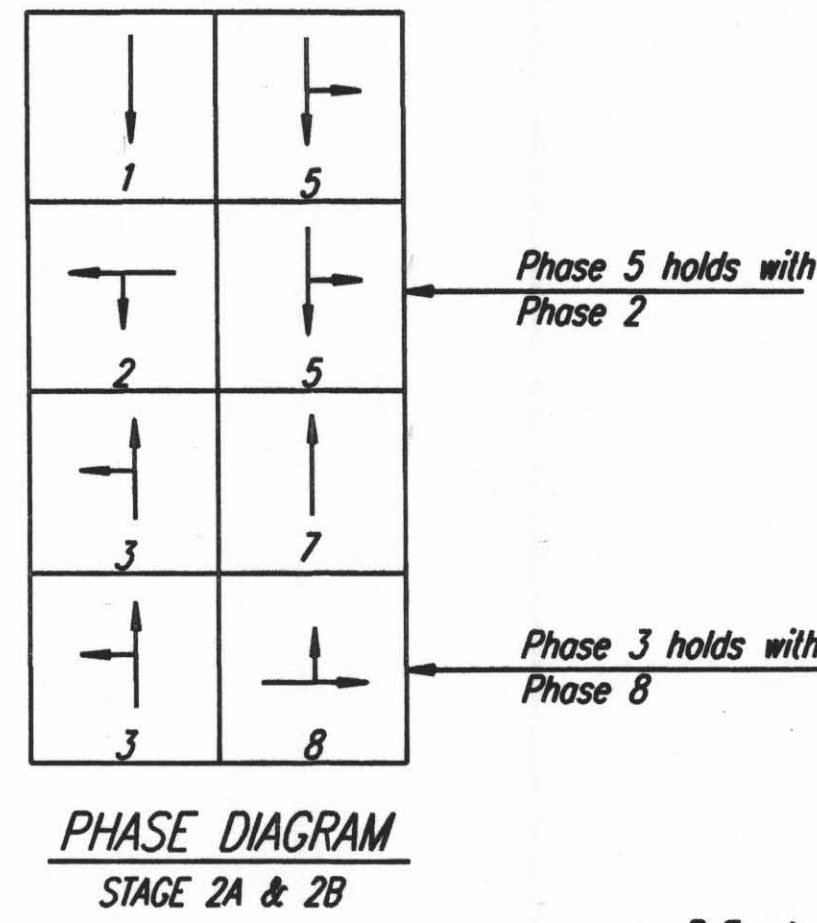 1 5
2 5
Phase 5 holds with
Phase 2
3 7
3 8
Phase 3 holds with
Phase 8
PHASE DIAGRAM
STAGE 2A & 2B